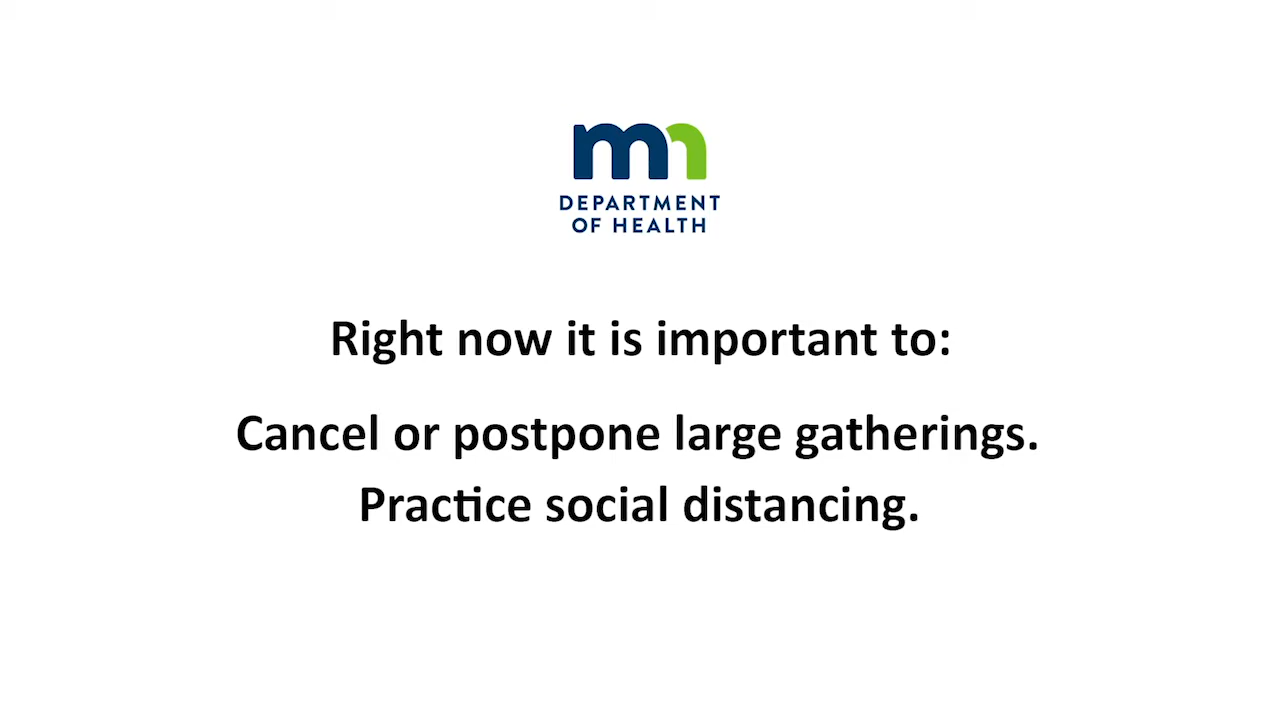 mn
DEPARTMENT
OF HEALTH
Right now it is important to:
Cancel or postpone large gatherings.
Practice social distancing.